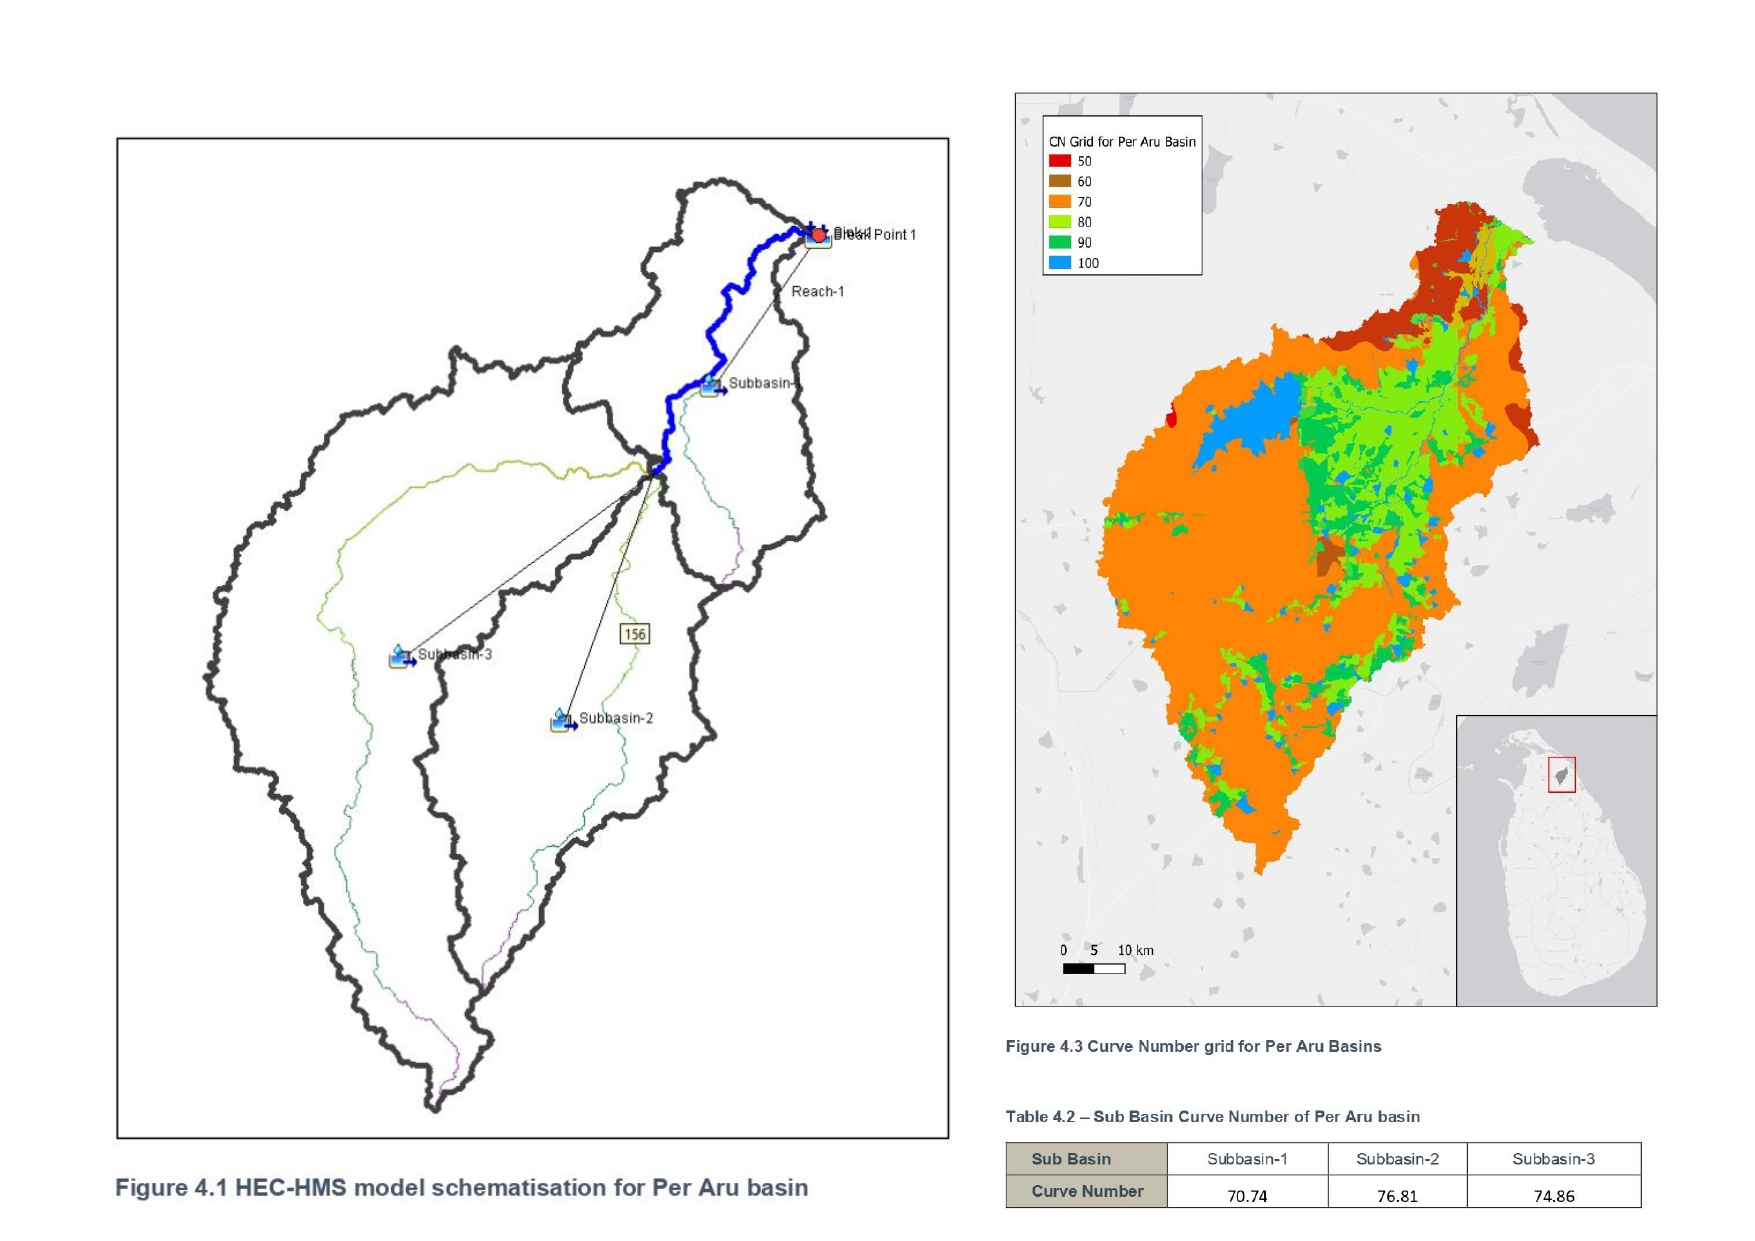 Break Point 1
Reach-1
Subbasin-
Subbasin-3
156
Subbasin-2
Figure 4.1 HEC-HMS model schematisation for Per Aru basin
CN Grid for Per Aru Basin
50
60
70
80
90
100
0 5 10 km
Figure 4.3 Curve Number grid for Per Aru Basins
Table 4.2 – Sub Basin Curve Number of Per Aru basin
Sub Basin Subbasin-1 Subbasin-2 Subbasin-3
Curve Number 70.74 76.81 74.86